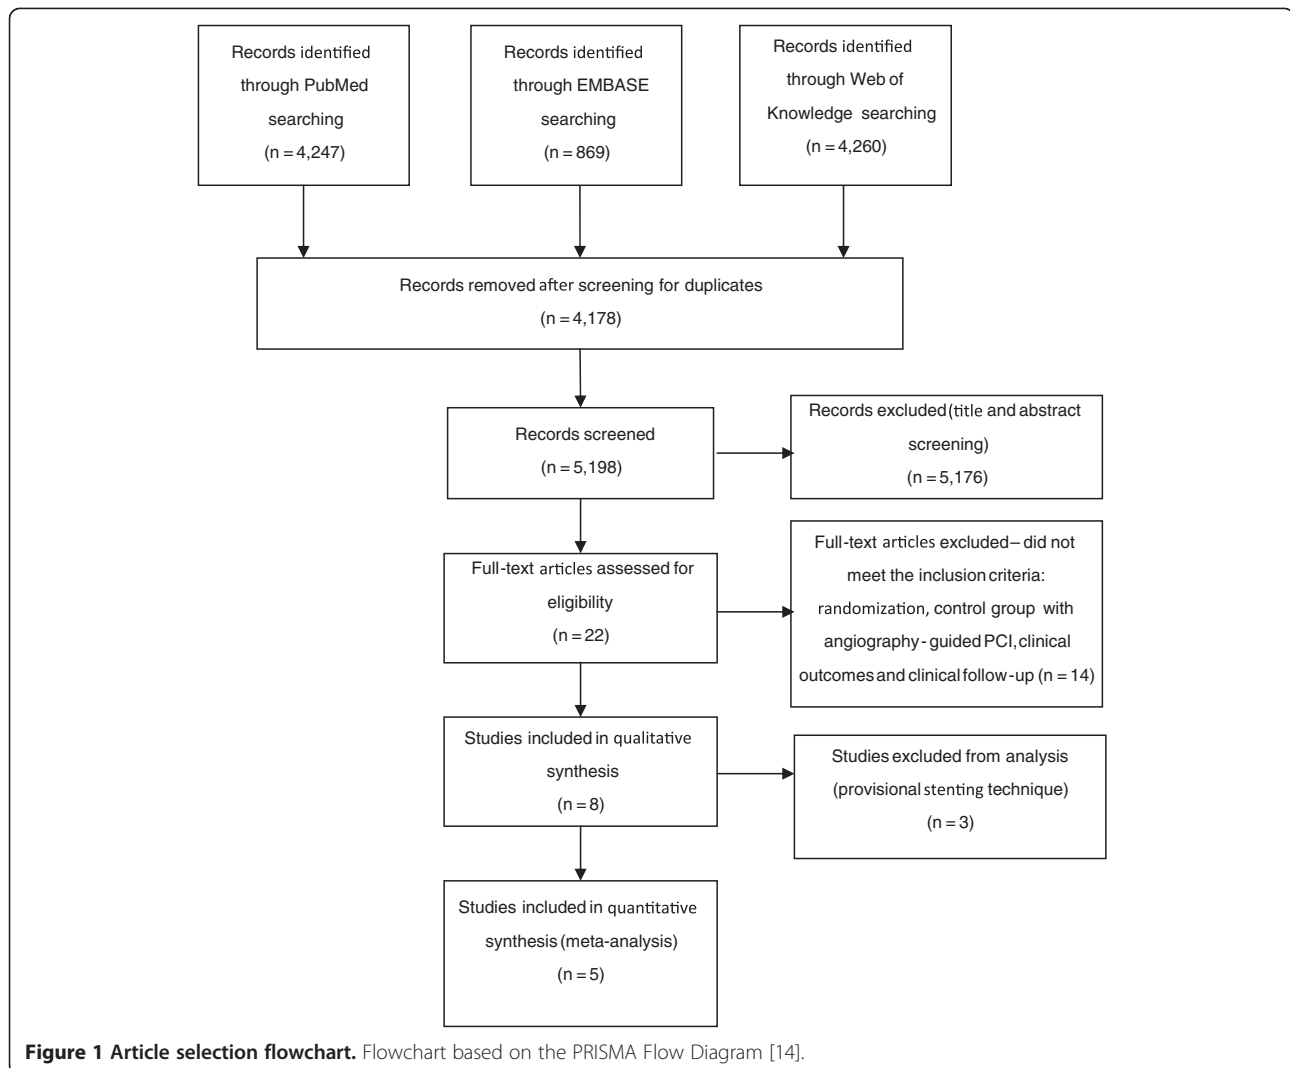 Records identified
through PubMed
searching
(n = 4,247)
Records identified
through EMBASE
searching
(n = 869)
Records identified
through Web of
Knowledge searching
(n = 4,260)
Records removed after screening for duplicates
(n = 4,178)
Records screened
(n = 5,198)
Records excluded (title and abstract
screening)
(n = 5,176)
Full-text articles assessed for
eligibility
(n = 22)
Full-text articles excluded – did not
meet the inclusion criteria:
randomization, control group with
angiography - guided PCI, clinical
outcomes and clinical follow-up (n = 14)
Studies included in qualitative
synthesis
(n = 8)
Studies excluded from analysis
(provisional stenting technique)
(n = 3)
Studies included in quantitative
synthesis (meta-analysis)
(n = 5)
Figure 1 Article selection flowchart. Flowchart based on the PRISMA Flow Diagram [14].